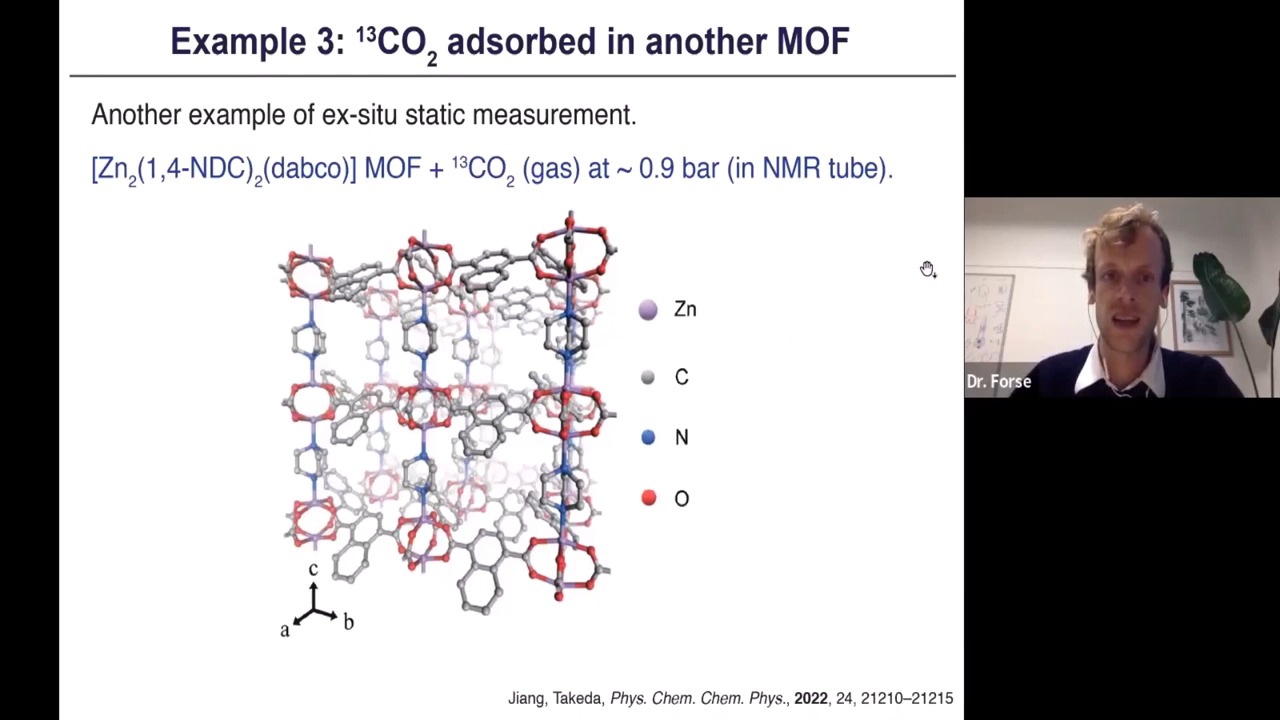 Example 3: ¹³CO₂ adsorbed in another MOF
Another example of ex-situ static measurement.
[Zn₂(1,4-NDC)₂(dabco)] MOF + ¹³CO₂ (gas) at ~ 0.9 bar (in NMR tube).
Zn
C
N
O
Dr. Forse
c
a
b
Jiang, Takeda, Phys. Chem. Chem. Phys., 2022, 24, 21210–21215